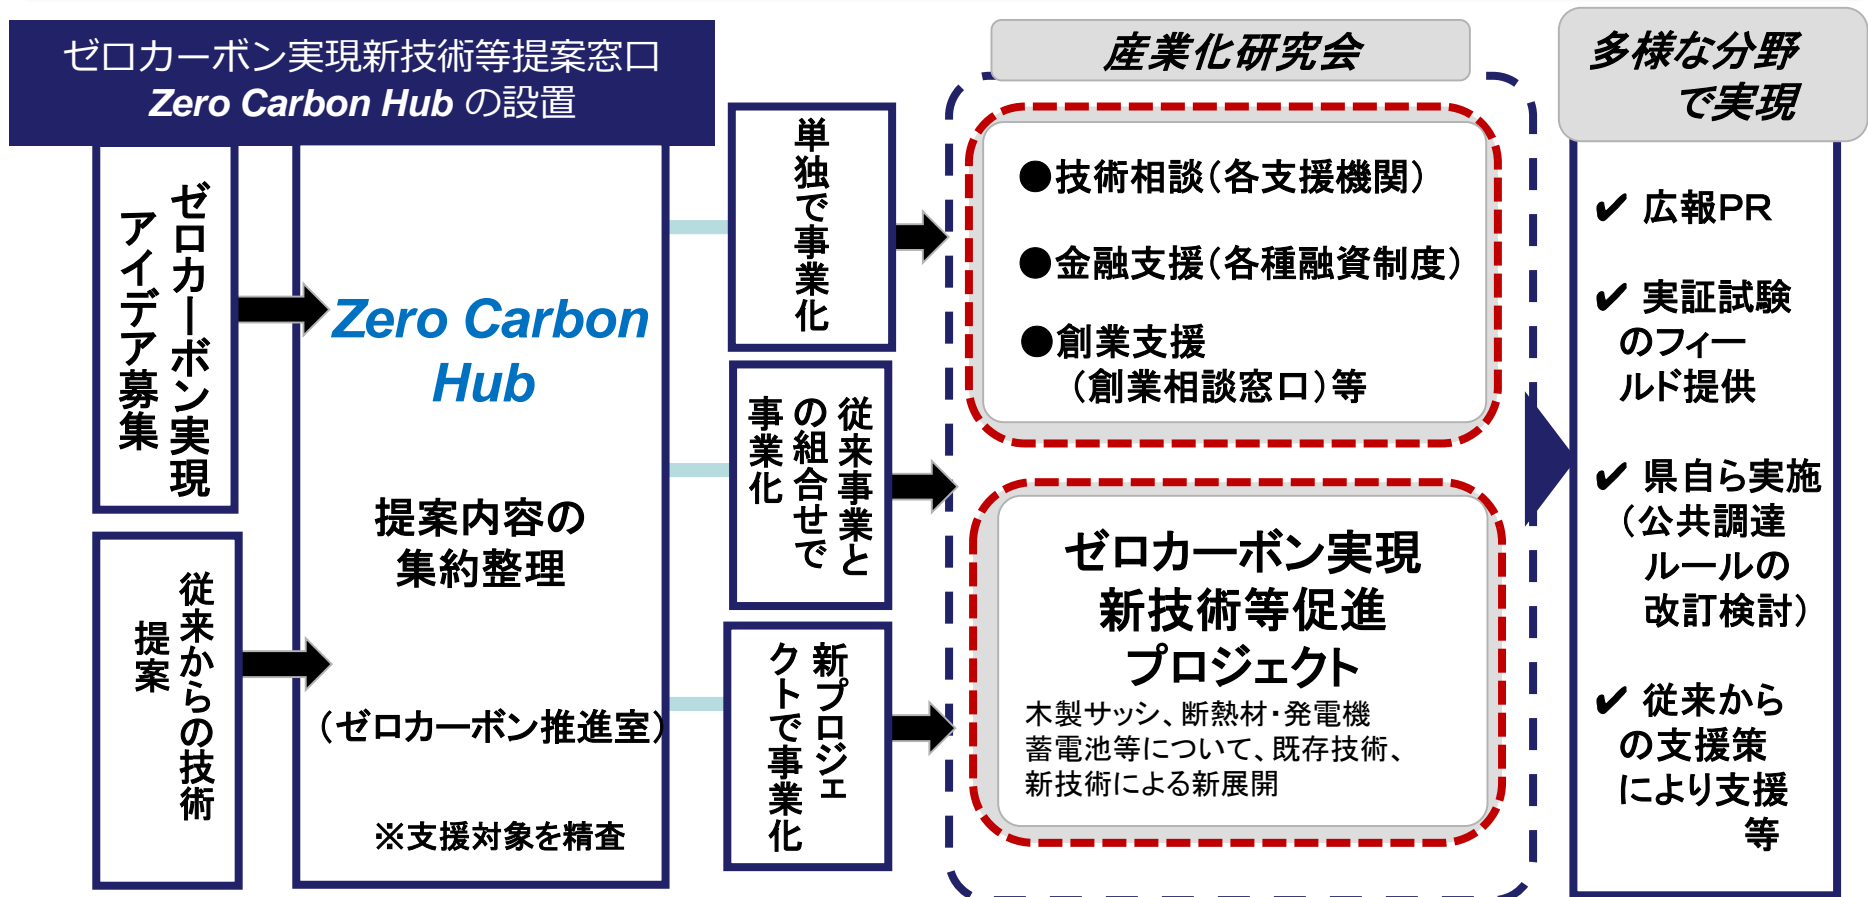 ゼロカーボン実現新技術等提案窓口
Zero Carbon Hub の設置
ゼロカーボン実現
アイデア募集
従来からの技術
提案
Zero Carbon
Hub
提案内容の
集約整理
（ゼロカーボン推進室）
※支援対象を精査
単独で事業化
従来事業と
の組合せで
事業化
新プロジェ
クトで事業化
産業化研究会
●技術相談（各支援機関）
●金融支援（各種融資制度）
●創業支援
（創業相談窓口）等
ゼロカーボン実現
新技術等促進
プロジェクト
木製サッシ、断熱材・発電機
蓄電池等について、既存技術、
新技術による新展開
多様な分野
で実現
✔ 広報ＰＲ
✔ 実証試験
のフィー
ルド提供
✔ 県自ら実施
（公共調達
ルールの
改訂検討）
✔ 従来から
の支援策
により支援
等